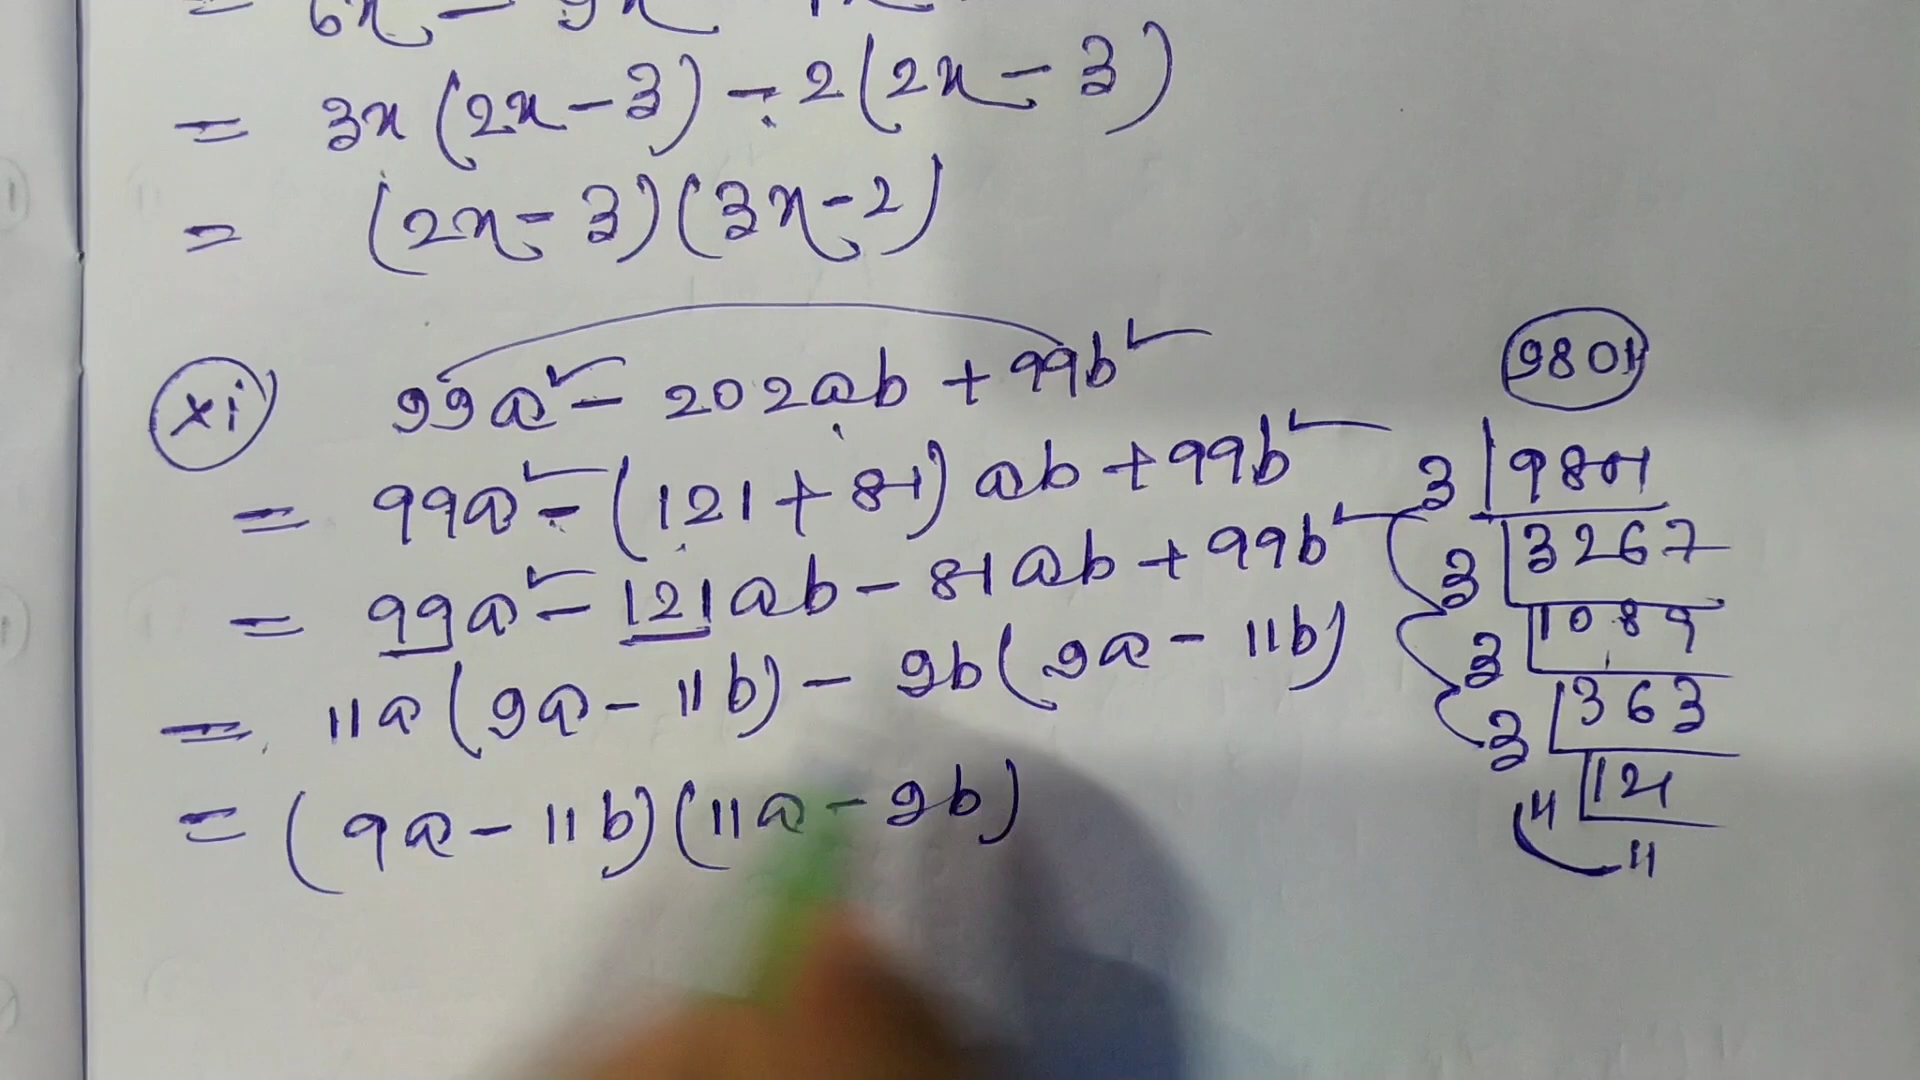 = 3x(2x-3) - 2(2x-3)
= (2x-3)(3x-2)
xi 99a² - 202ab + 99b²
= 99a² - (121+81)ab + 99b²
= 99a² - 121ab - 81ab + 99b²
= 11a(9a-11b) - 9b(9a-11b)
= (9a-11b)(11a-9b)
9801
3 | 9801
3 | 3267
3 | 1089
3 | 363
11 | 121
11